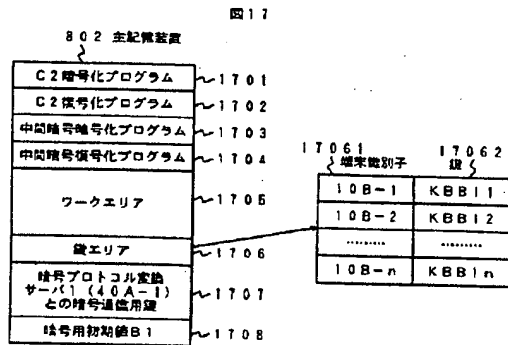 図17
802 主記憶装置
C2暗号化プログラム
1701
C2復号化プログラム
1702
中間暗号暗号化プログラム
1703
中間暗号復号化プログラム
1704
ワークエリア
1705
鍵エリア
1706
暗号プロトコル変換
サーバ1(40A-1)
との暗号通信用鍵
1707
暗号用初期値B1
1708
17061
端末識別子
17062
鍵
10B-1
KBB11
10B-2
KBB12
………
………
10B-n
KBB1n